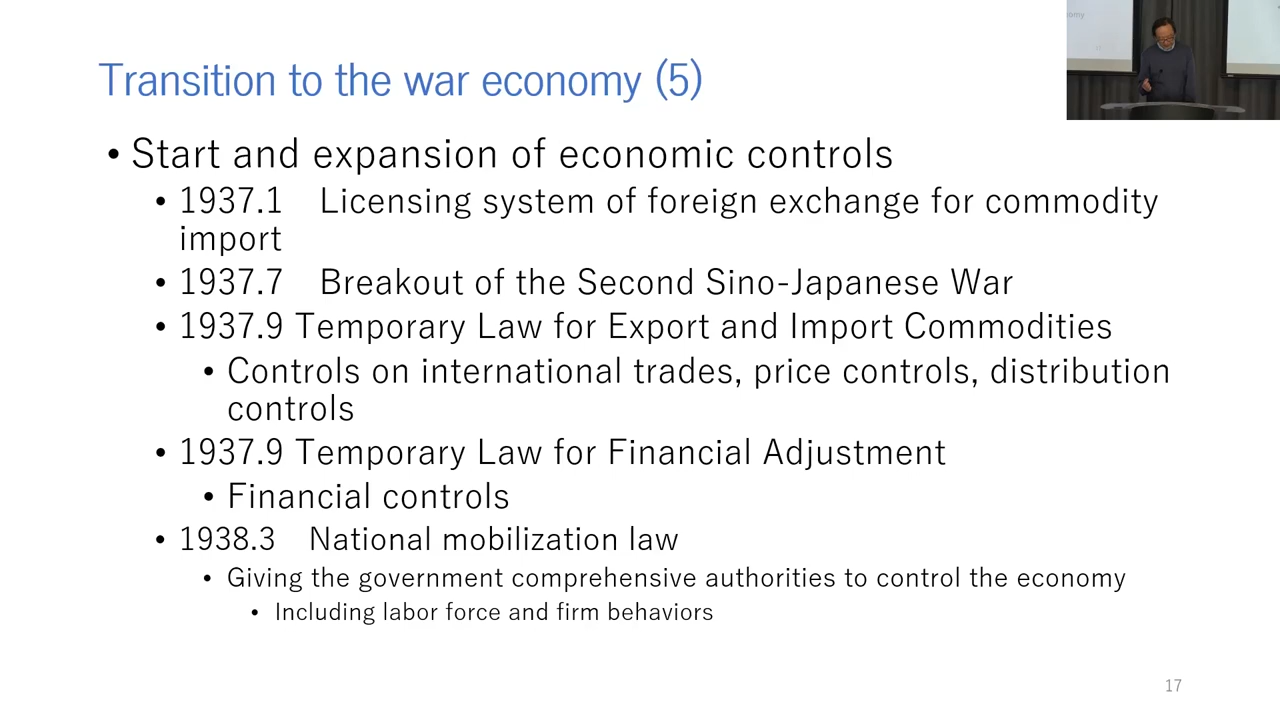 Transition to the war economy (5)
• Start and expansion of economic controls
• 1937.1 Licensing system of foreign exchange for commodity
import
• 1937.7 Breakout of the Second Sino-Japanese War
• 1937.9 Temporary Law for Export and Import Commodities
• Controls on international trades, price controls, distribution
controls
• 1937.9 Temporary Law for Financial Adjustment
• Financial controls
• 1938.3 National mobilization law
• Giving the government comprehensive authorities to control the economy
• Including labor force and firm behaviors
17